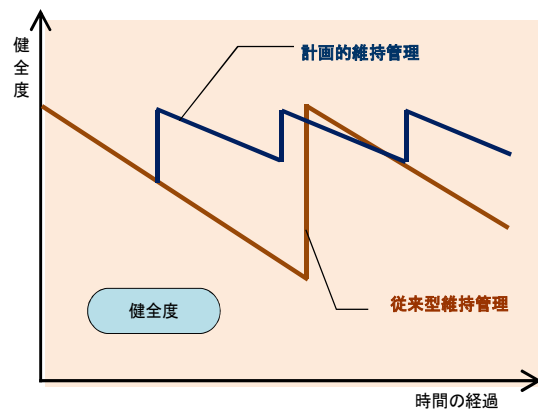 健全度
計画的維持管理
健全度
従来型維持管理
時間の経過